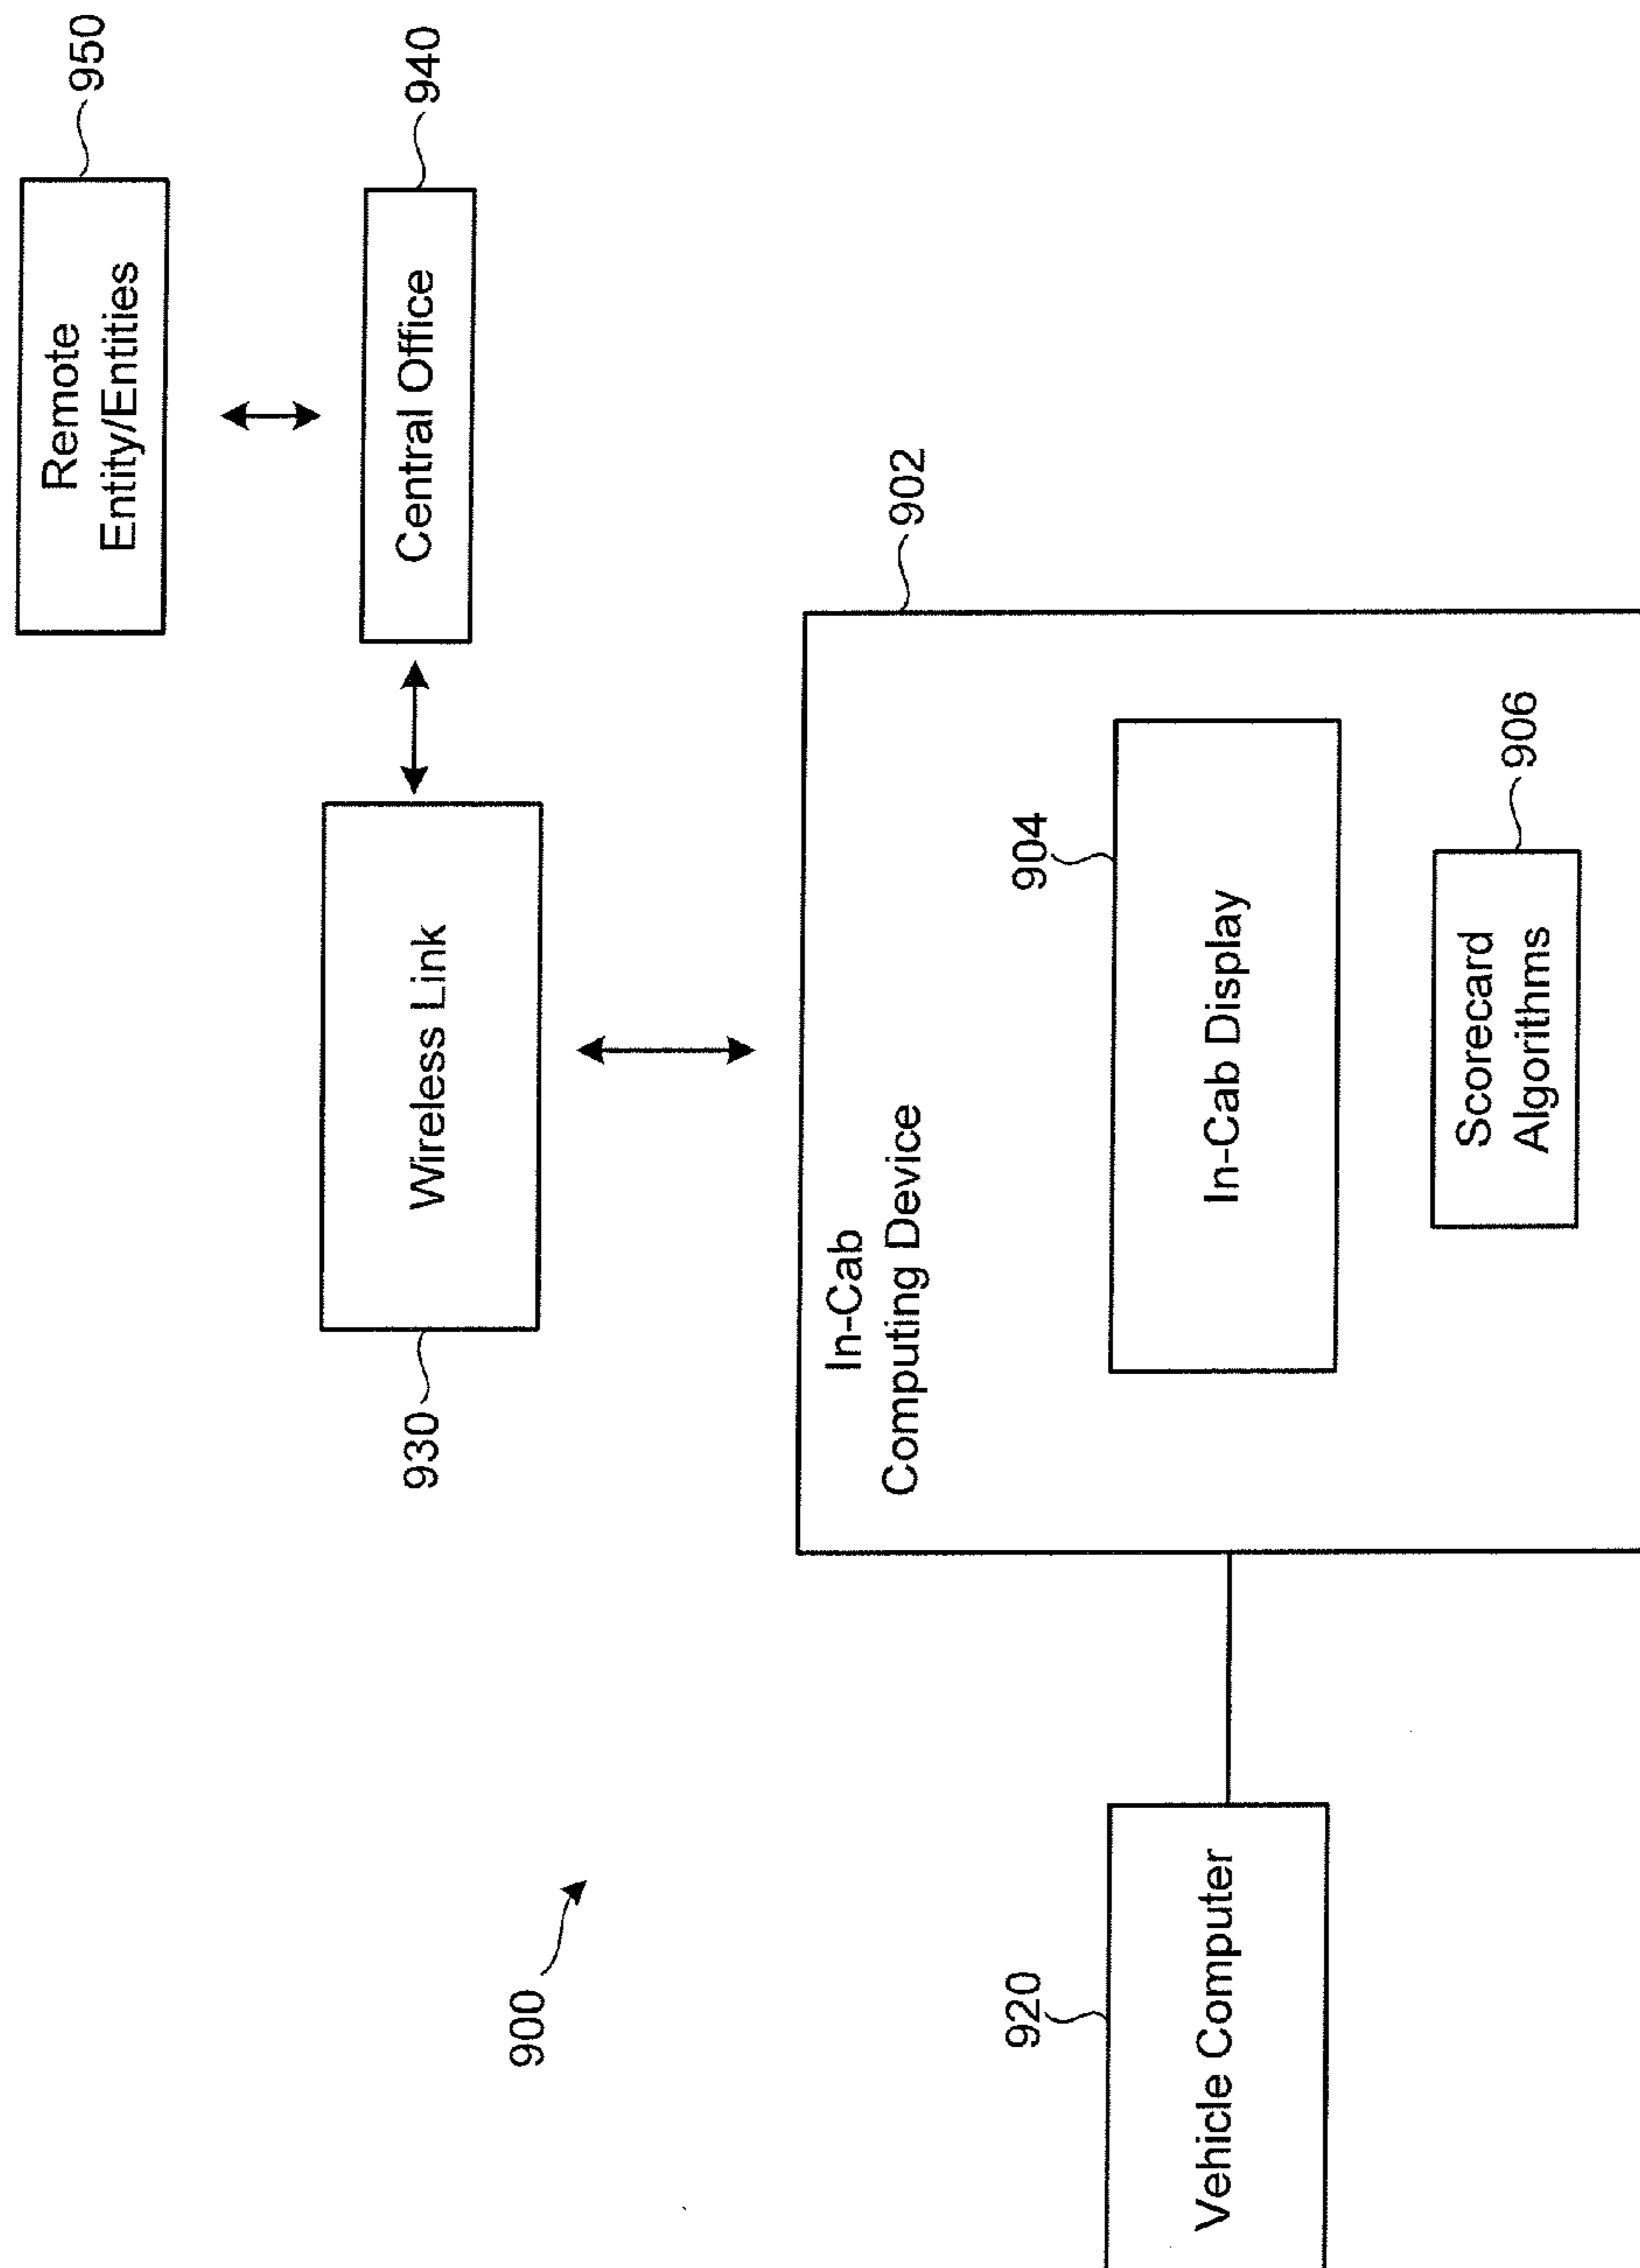 Remote
Entity/Entities
950
Central Office
940
Wireless Link
930
900
In-Cab
Computing Device
902
904
In-Cab Display
920
Vehicle Computer
Scorecard
Algorithms
906